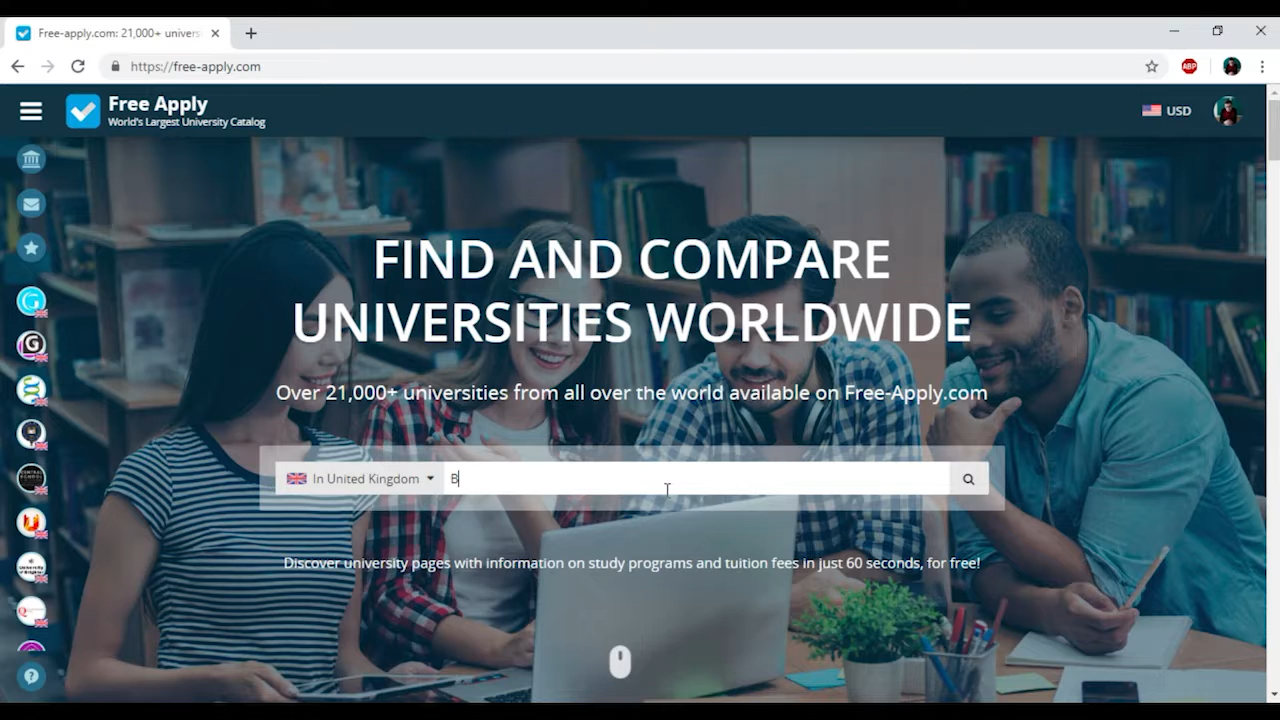 Free-apply.com: 21,000+ univers
https://free-apply.com
ABP
Free Apply
World's Largest University Catalog
USD
FIND AND COMPARE
UNIVERSITIES WORLDWIDE
Over 21,000+ universities from all over the world available on Free-Apply.com
In United Kingdom
B
Discover university pages with information on study programs and tuition fees in just 60 seconds, for free!